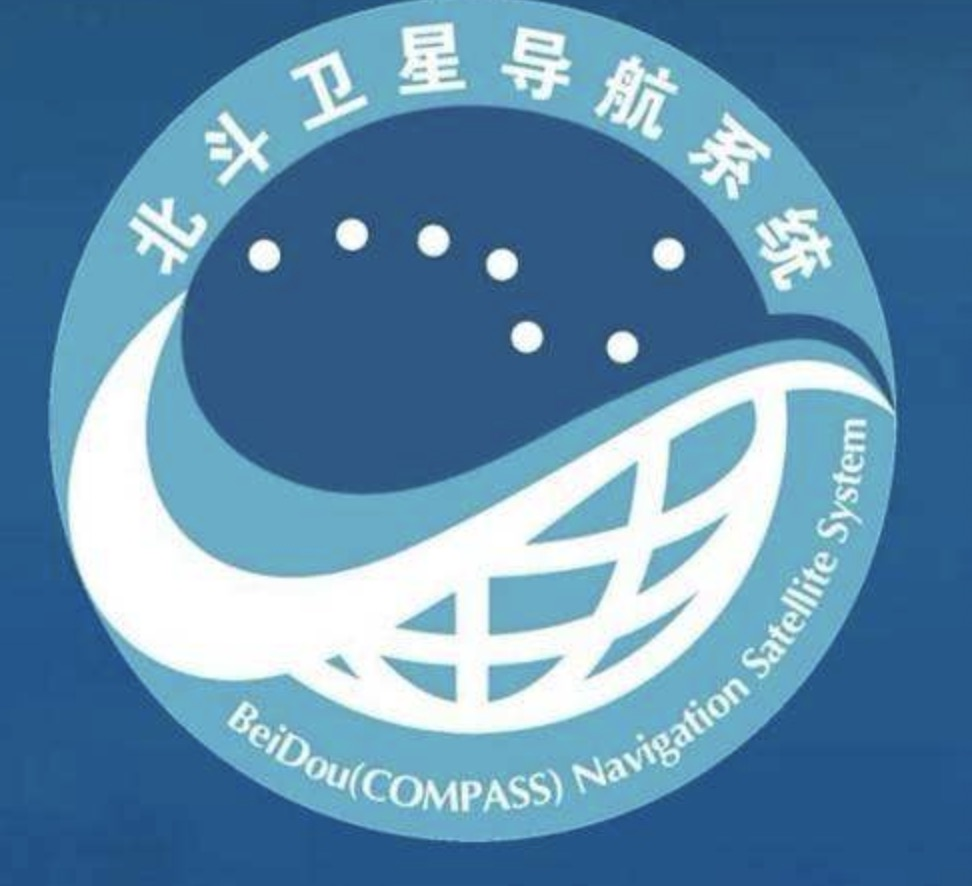 北斗卫星导航系统
BeiDou(COMPASS) Navigation Satellite System